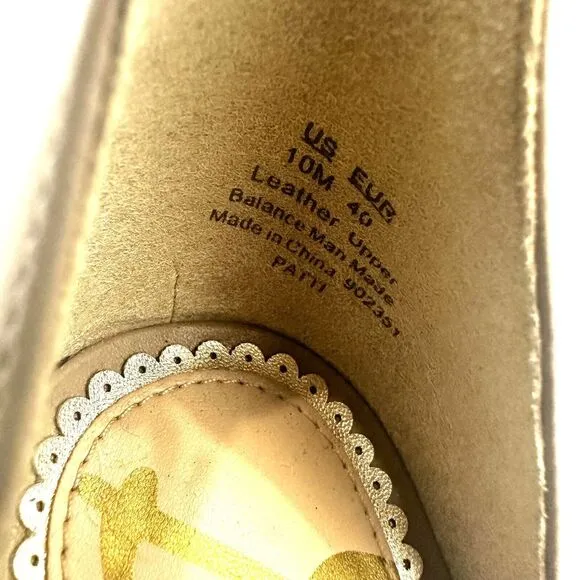 US EUR
10M 40
Leather Upper
Balance Man Made
Made in China 902351
PATTI